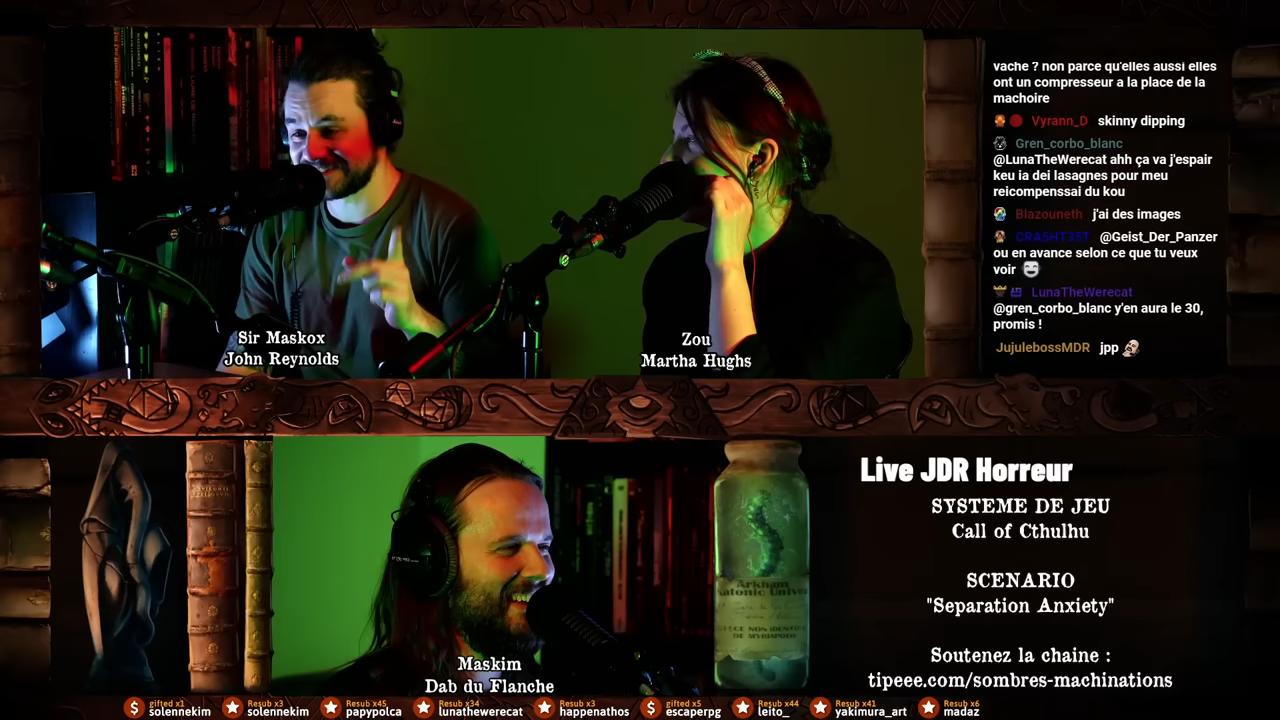 vache ? non parce qu'elles aussi elles
ont un compresseur a la place de la
machoire
Vyrann_D skinny dipping
Gren_corbo_blanc
@LunaTheWerecat ahh ça va j'espair
keu ia dei lasagnes pour meu
reicompenssai du kou
Blazouneth j'ai des images
CRASHT35T @Geist_Der_Panzer
ou en avance selon ce que tu veux
voir
LunaTheWerecat
@gren_corbo_blanc y'en aura le 30,
promis !
JujulebossMDR jpp
Sir Maskox
John Reynolds
Zou
Martha Hughs
Live JDR Horreur
SYSTEME DE JEU
Call of Cthulhu
SCENARIO
"Separation Anxiety"
Soutenez la chaine :
tipeee.com/sombres-machinations
Arkham
DE MYRIAPODE
Maskim
Dab du Flanche
gifted x1
solennekim
Resub x3
solennekim
Resub x45
papypolca
Resub x34
lunathewerecat
Resub x3
happenathos
gifted x5
escaperpg
Resub x44
leito_
Resub x41
yakimura_art
Resub x6
madaz